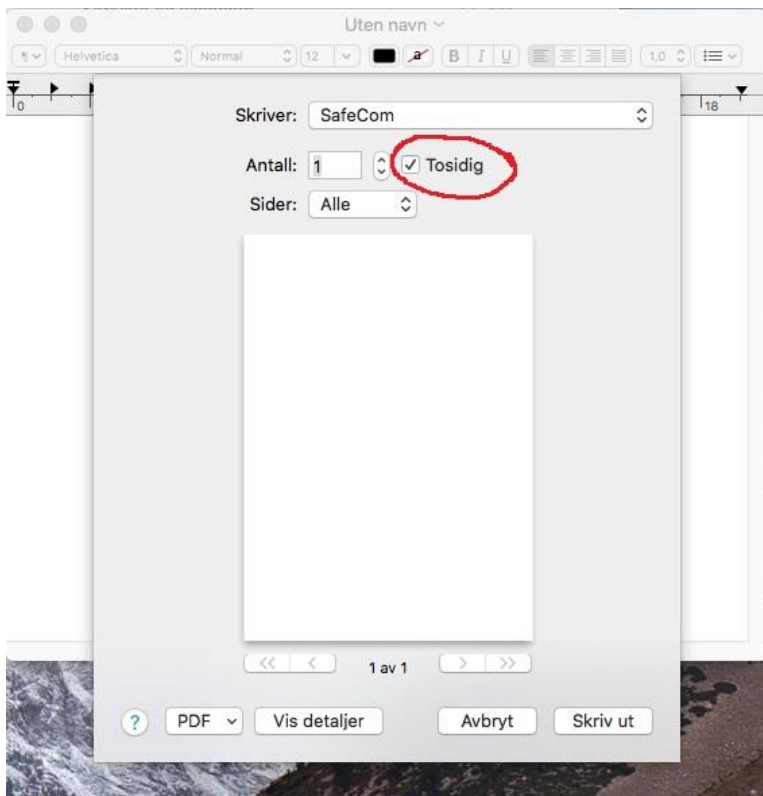 Uten navn
Helvetica Normal 12 a B I U 1,0
0 18
Skriver: SafeCom
Antall: 1 Tosidig
Sider: Alle
<< < 1 av 1 > >>
? PDF Vis detaljer Avbryt Skriv ut